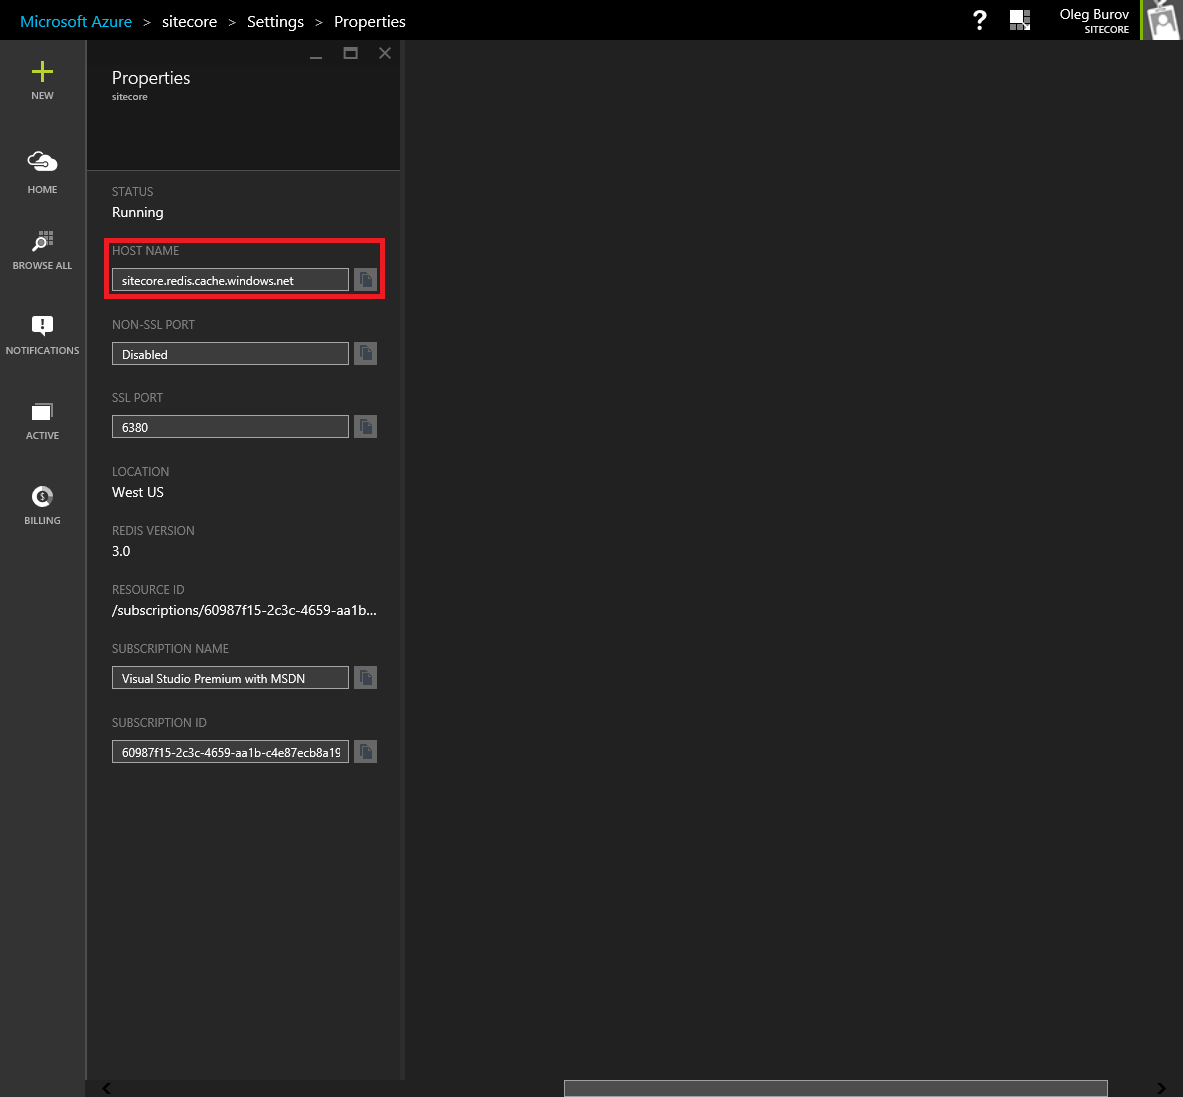 Microsoft Azure > sitecore > Settings > Properties
?
Oleg Burov
SITECORE
NEW
HOME
BROWSE ALL
NOTIFICATIONS
ACTIVE
BILLING
Properties
sitecore
STATUS
Running
HOST NAME
sitecore.redis.cache.windows.net
NON-SSL PORT
Disabled
SSL PORT
6380
LOCATION
West US
REDIS VERSION
3.0
RESOURCE ID
/subscriptions/60987f15-2c3c-4659-aa1b...
SUBSCRIPTION NAME
Visual Studio Premium with MSDN
SUBSCRIPTION ID
60987f15-2c3c-4659-aa1b-c4e87ecb8a19